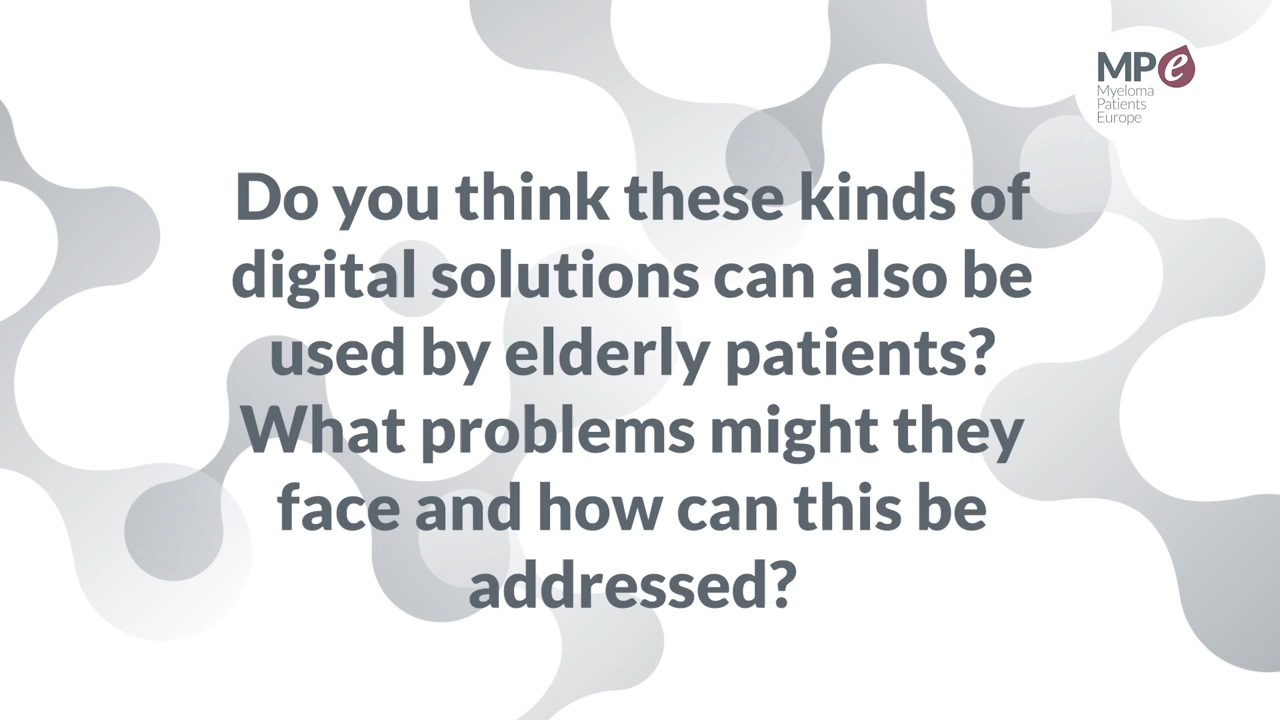 MPe
Myeloma
Patients
Europe
Do you think these kinds of
digital solutions can also be
used by elderly patients?
What problems might they
face and how can this be
addressed?